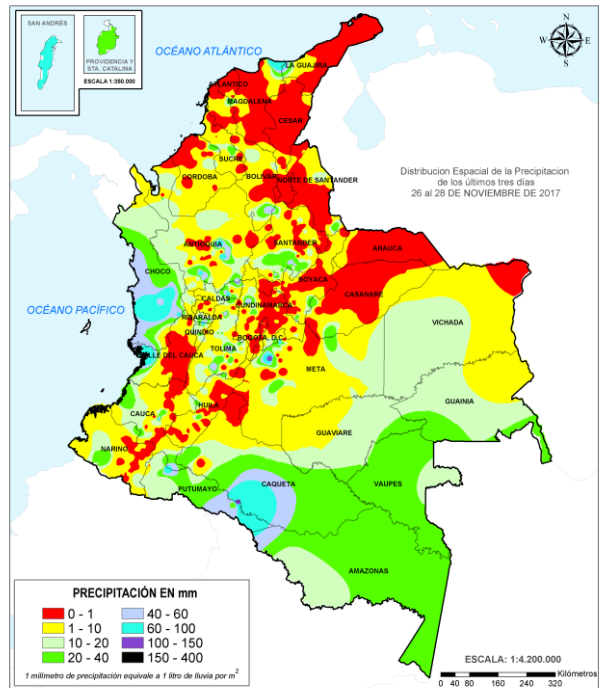 SAN ANDRÉS
PROVIDENCIA Y
STA. CATALINA
ESCALA 1:350.000
OCÉANO ATLÁNTICO
N
W
E
S
LA GUAJIRA
ATLANTICO
MAGDALENA
CESAR
SUCRE
CORDOBA
BOLIVAR
NORTE DE SANTANDER
Distribucion Espacial de la Precipitacion
de los últimos tres días
26 al 28 DE NOVIEMBRE DE 2017
ANTIOQUIA
SANTANDER
ARAUCA
CHOCO
BOYACA
CASANARE
OCÉANO PACÍFICO
CALDAS
CUNDINAMARCA
RISARALDA
VICHADA
QUINDIO
BOGOTA, D.C.
TOLIMA
VALLE DEL CAUCA
META
HUILA
GUAINIA
CAUCA
GUAVIARE
NARIÑO
PUTUMAYO
CAQUETA
VAUPES
AMAZONAS
PRECIPITACIÓN EN mm
0 - 1
40 - 60
1 - 10
60 - 100
10 - 20
100 - 150
20 - 40
150 - 400
1 milímetro de precipitación equivale a 1 litro de lluvia por m²
ESCALA: 1:4.200.000
Kilómetros
0 40 80 160 240 320